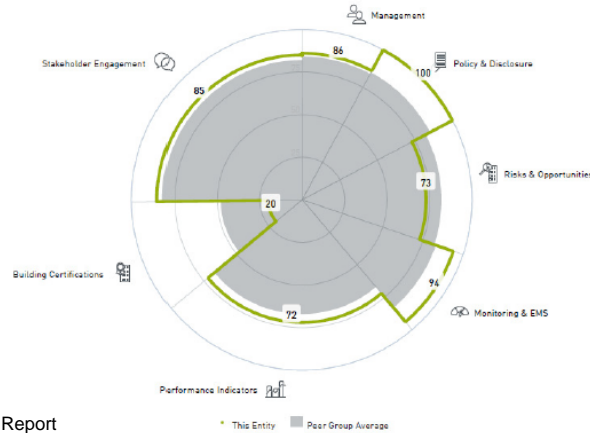 Management
86
Stakeholder Engagement
100
Policy & Disclosure
85
73
Risks & Opportunities
20
Building Certifications
94
Monitoring & EMS
72
Performance Indicators
Report
This Entity
Peer Group Average